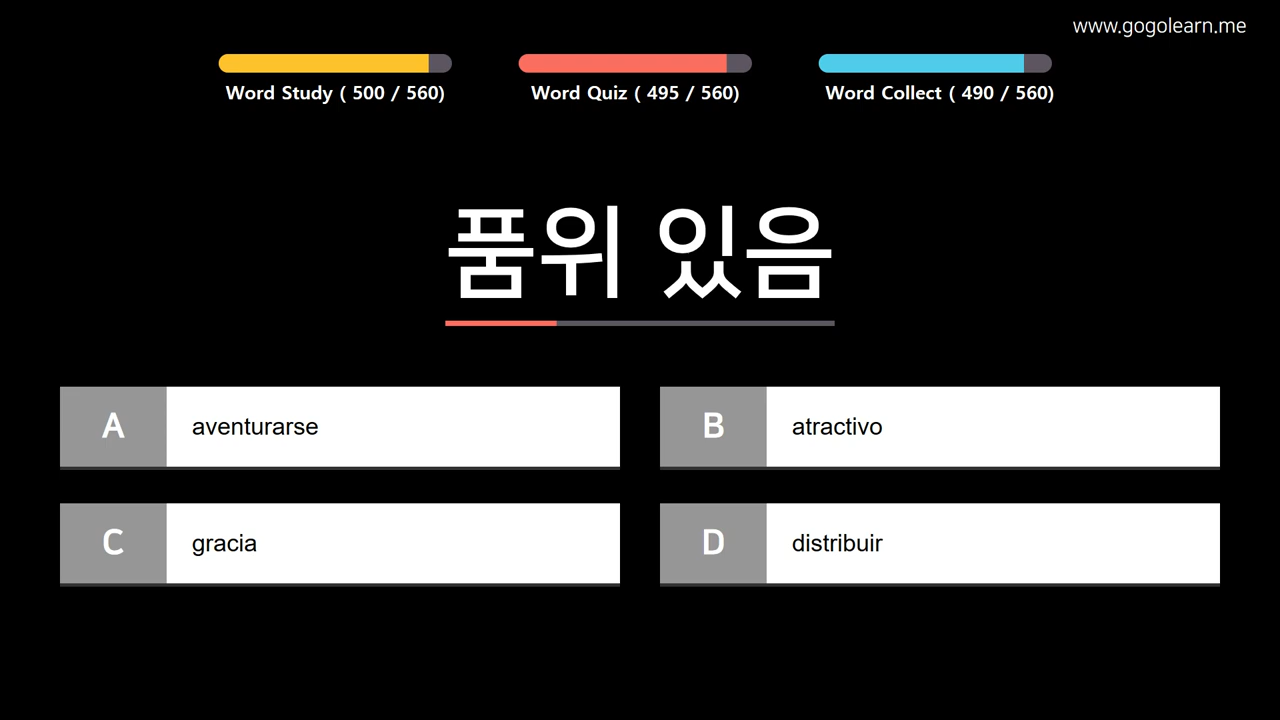 www.gogolearn.me
Word Study ( 500 / 560)
Word Quiz ( 495 / 560)
Word Collect ( 490 / 560)
품위 있음
A
aventurarse
B
atractivo
C
gracia
D
distribuir